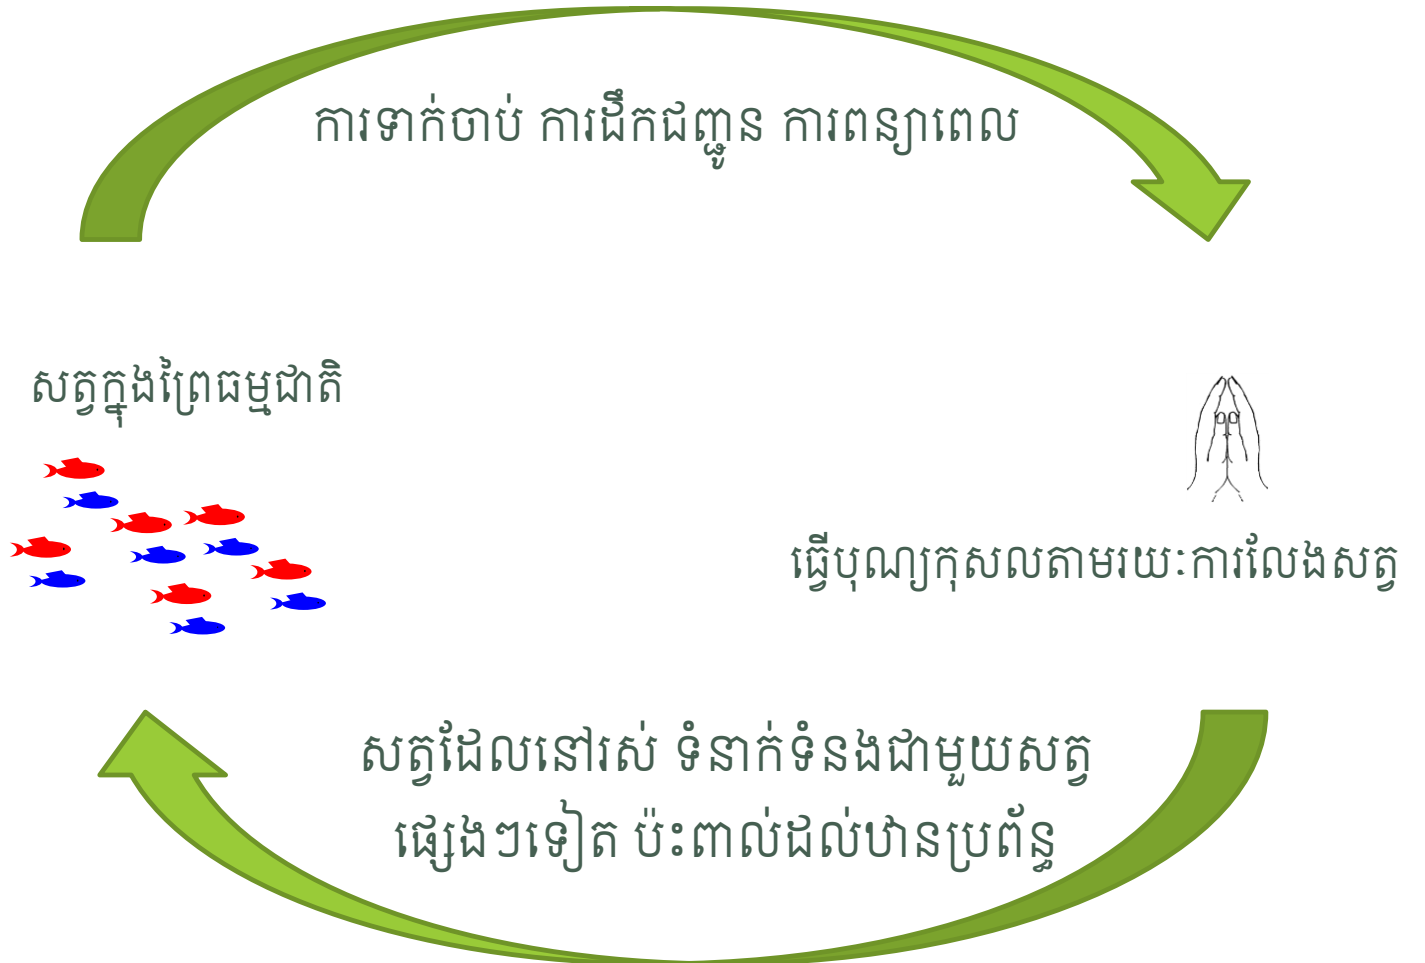 ការទាក់ចាប់ ការដឹកជញ្ជូន ការពន្យាពេល
សត្វក្នុងព្រៃធម្មជាតិ
ធ្វើបុណ្យកុសលតាមរយៈការលែងសត្វ
សត្វដែលនៅរស់ ទំនាក់ទំនងជាមួយសត្វ
ផ្សេងៗទៀត ប៉ះពាល់ដល់ឋានប្រព័ន្ធ